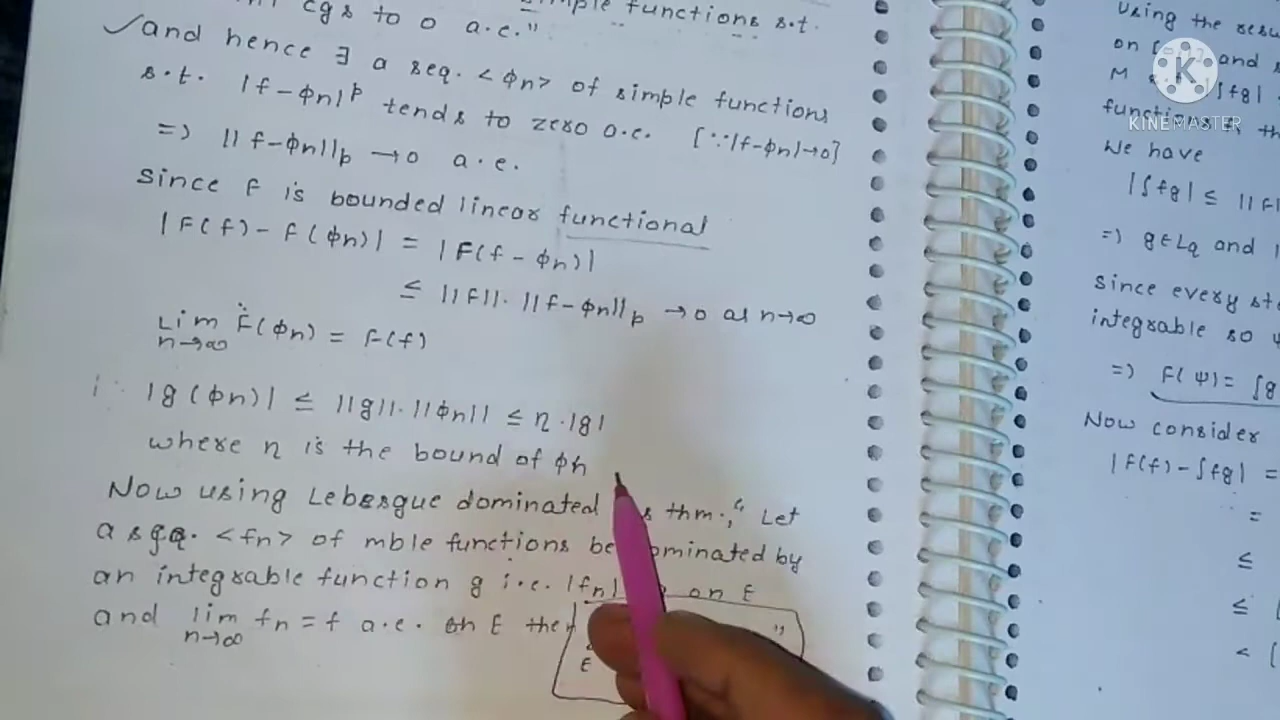 cgs to 0 a.e." simple functions s.t.
and hence ∃ a seq. <φn> of simple functions
s.t. |f-φn|^p tends to zero a.e. [∵|f-φn|→0]
=> ||f-φn||p →0 a.e.
Since F is bounded linear functional
|F(f)-F(φn)| = |F(f-φn)|
≤ ||F||. ||f-φn||p →0 as n→∞
Lim n→∞ F(φn) = F(f)
|g(φn)| ≤ ||g||.||φn|| ≤ n.|g|
where n is the bound of φn
Now using Lebesgue dominated thm., " Let
a seq. <fn> of mble functions be dominated by
an integrable function g i.e. |fn| on E
and lim n→∞ fn = f a.e. on E then
"
E
Using the
on and
M |∫fg|
We have
|∫fg| ≤ ||F|
=> g∈Lq and
since every
integrable so
=> F(ψ)= ∫g
Now consider
|F(f)-∫fg| =
=
≤
≤
<
KINEMASTER